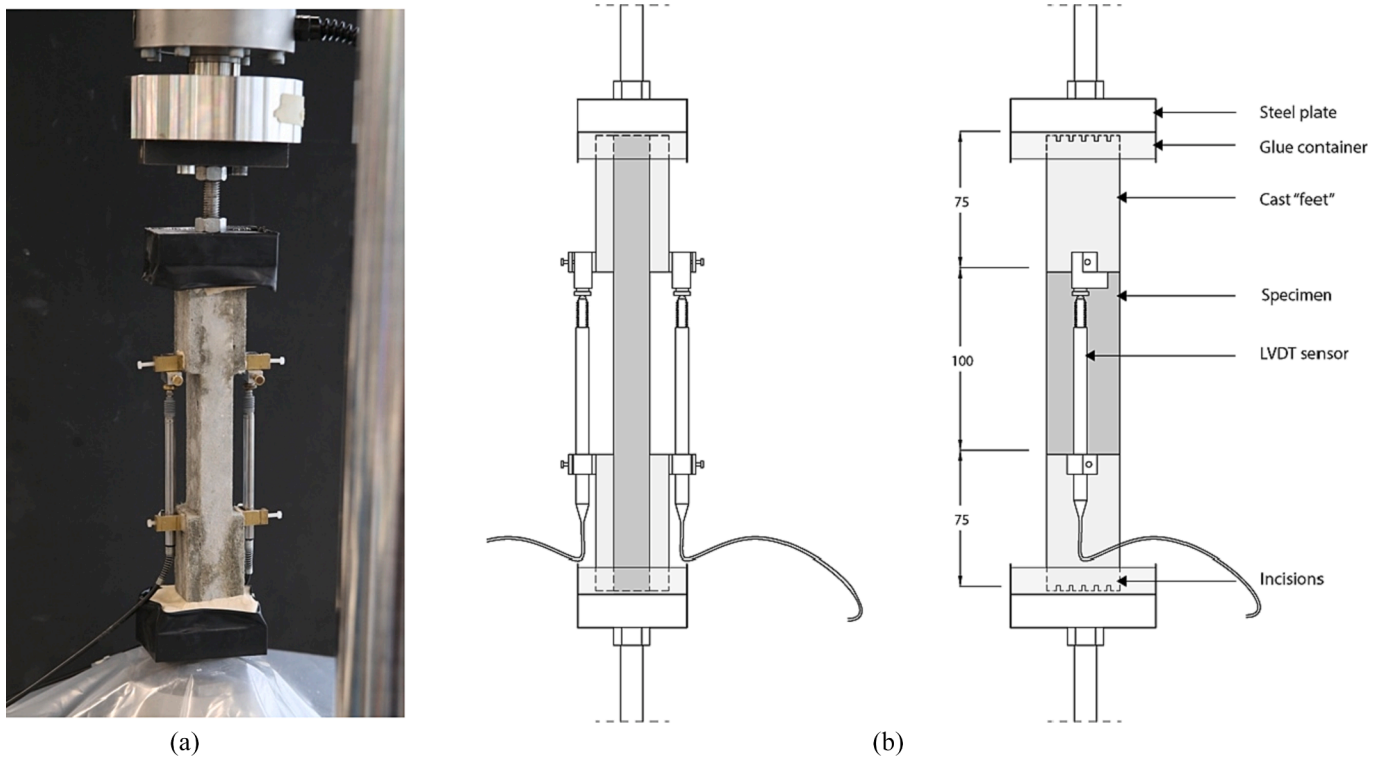 Steel plate
Glue container
75
Cast “feet”
Specimen
100
LVDT sensor
75
Incisions
(a)
(b)